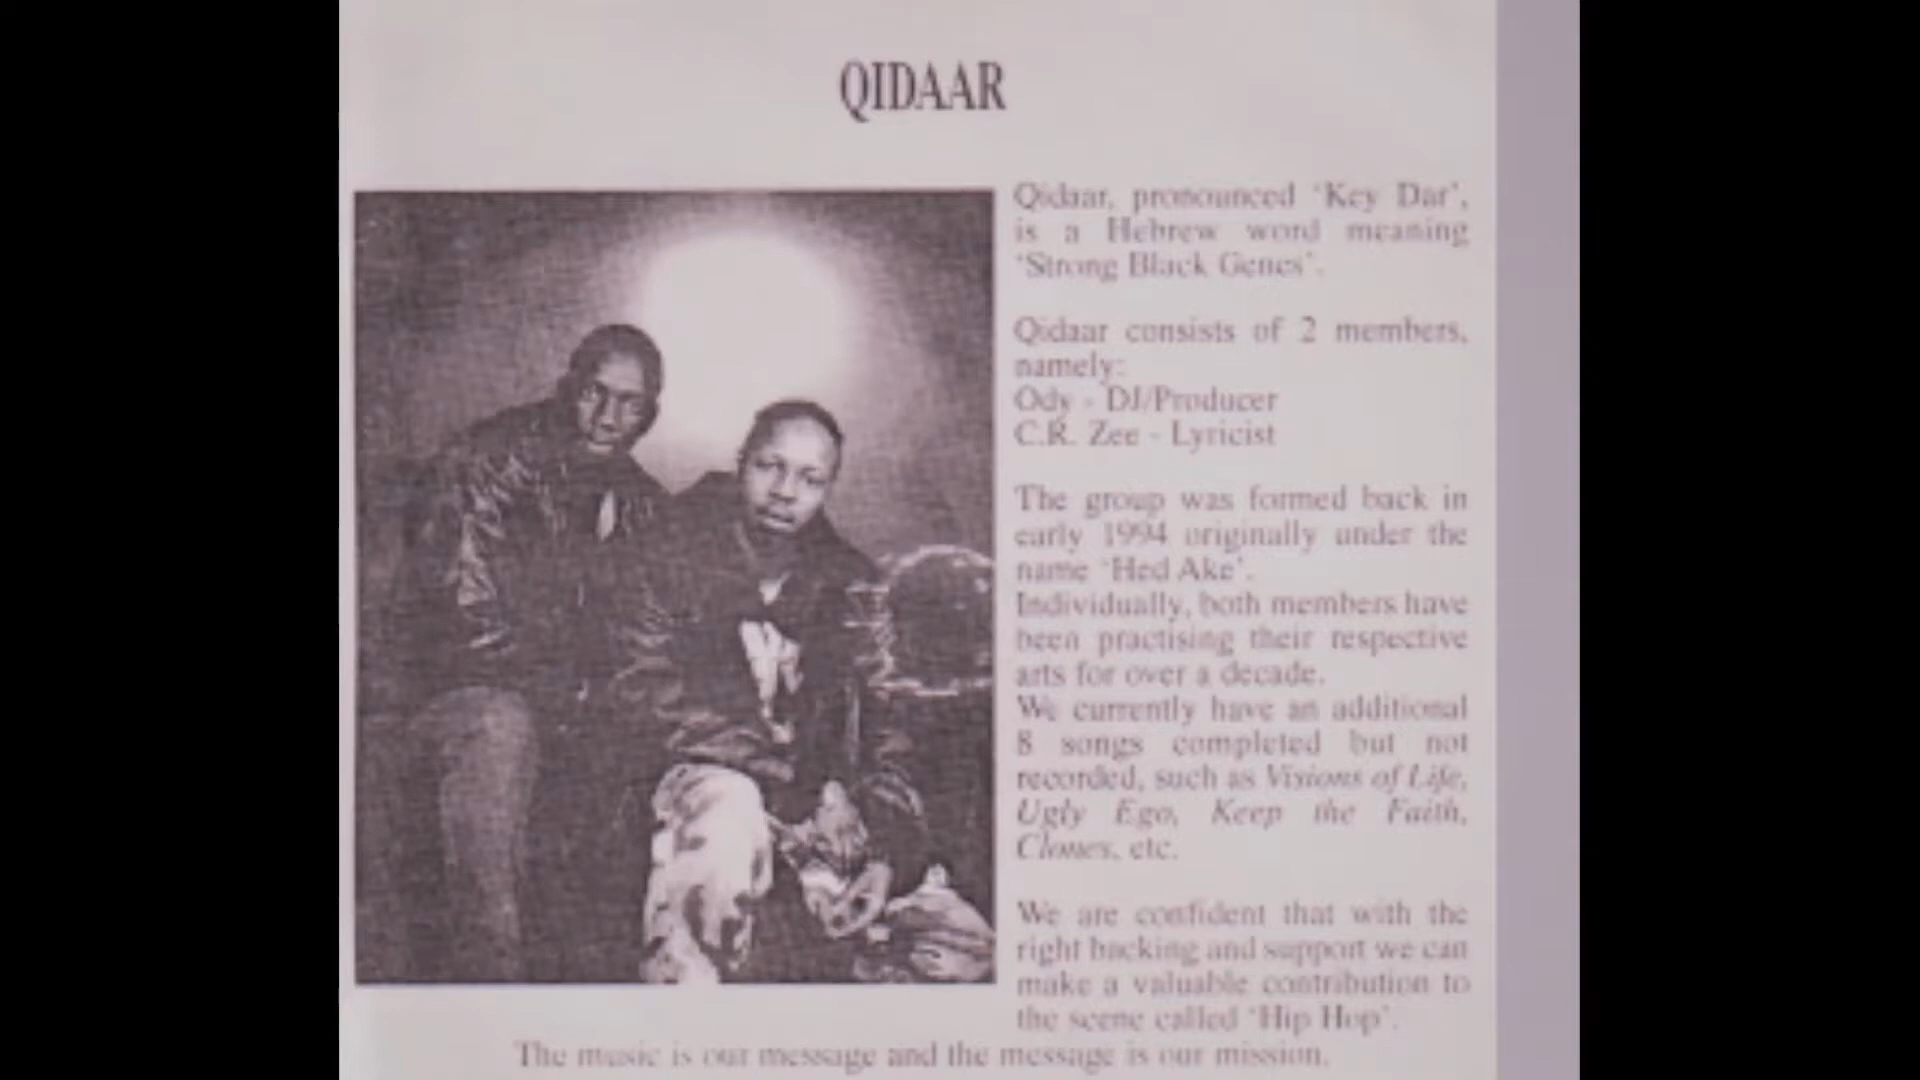 QIDAAR
Qidaar, pronounced 'Key Dar',
is a Hebrew word meaning
'Strong Black Genes'.
Qidaar consists of 2 members,
namely:
Ody - DJ/Producer
C.R. Zee - Lyricist
The group was formed back in
early 1994 originally under the
name 'Hed Ake'.
Individually, both members have
been practising their respective
arts for over a decade.
We currently have an additional
8 songs completed but not
recorded, such as Visions of Life,
Ugly Ego, Keep the Faith,
Clones, etc.
We are confident that with the
right backing and support we can
make a valuable contribution to
the scene called 'Hip Hop'.
The music is our message and the message is our mission.